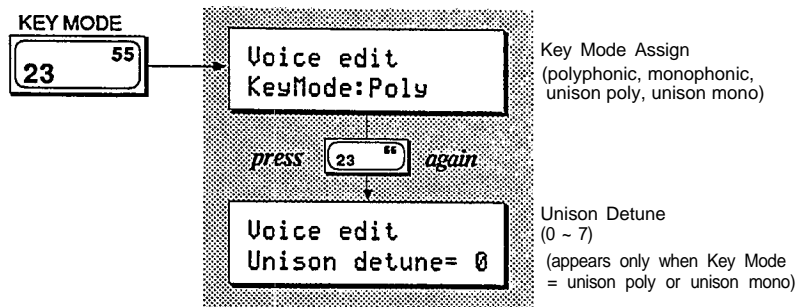 KEY MODE
23 55
Voice edit
KeyMode:Poly
Key Mode Assign
(polyphonic, monophonic,
unison poly, unison mono)
press 23 55 again
Voice edit
Unison detune= 0
Unison Detune
(0 ~ 7)
(appears only when Key Mode
= unison poly or unison mono)